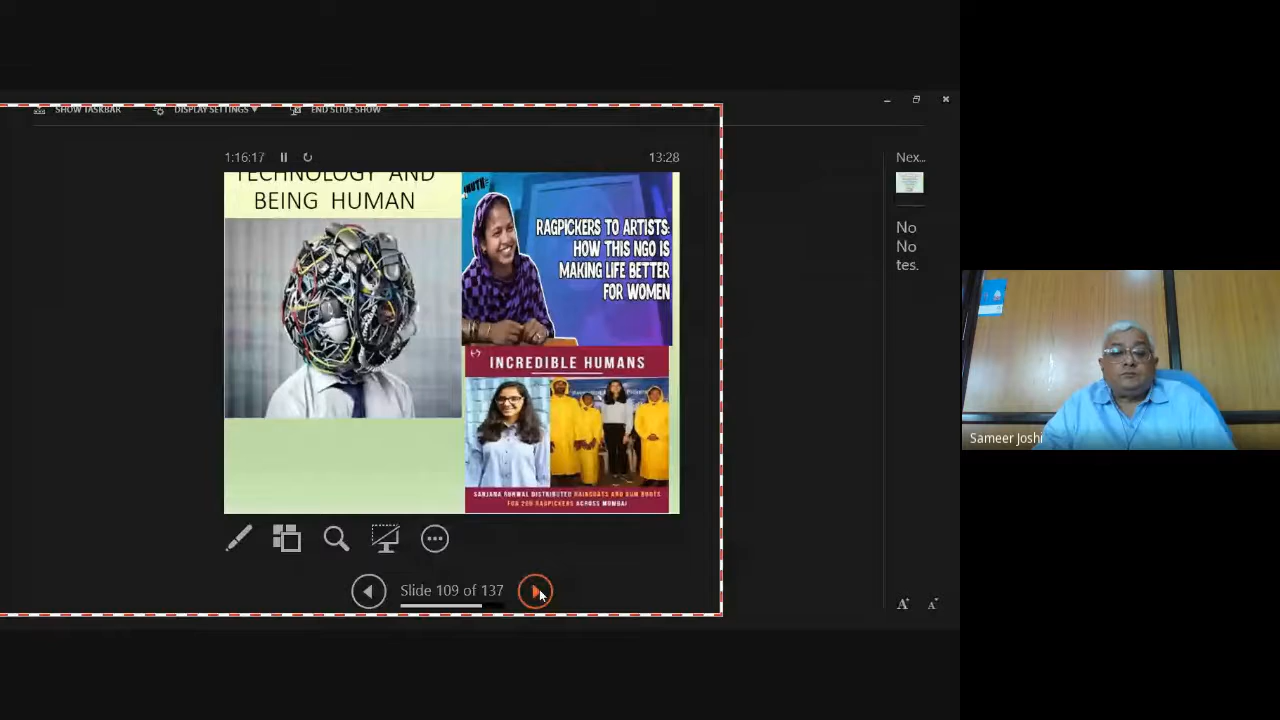 SHOW TASKBAR
DISPLAY SETTINGS
END SLIDE SHOW
1:16:17
13:28
Nex...
TECHNOLOGY AND
BEING HUMAN
RAGPICKERS TO ARTISTS:
HOW THIS NGO IS
MAKING LIFE BETTER
FOR WOMEN
INCREDIBLE HUMANS
SANJANA RUNWAL DISTRIBUTED RAINCOATS AND GUM BOOTS
FOR 200 RAGPICKERS ACROSS MUMBAI
No
No
tes.
Slide 109 of 137
A
A
Sameer Joshi